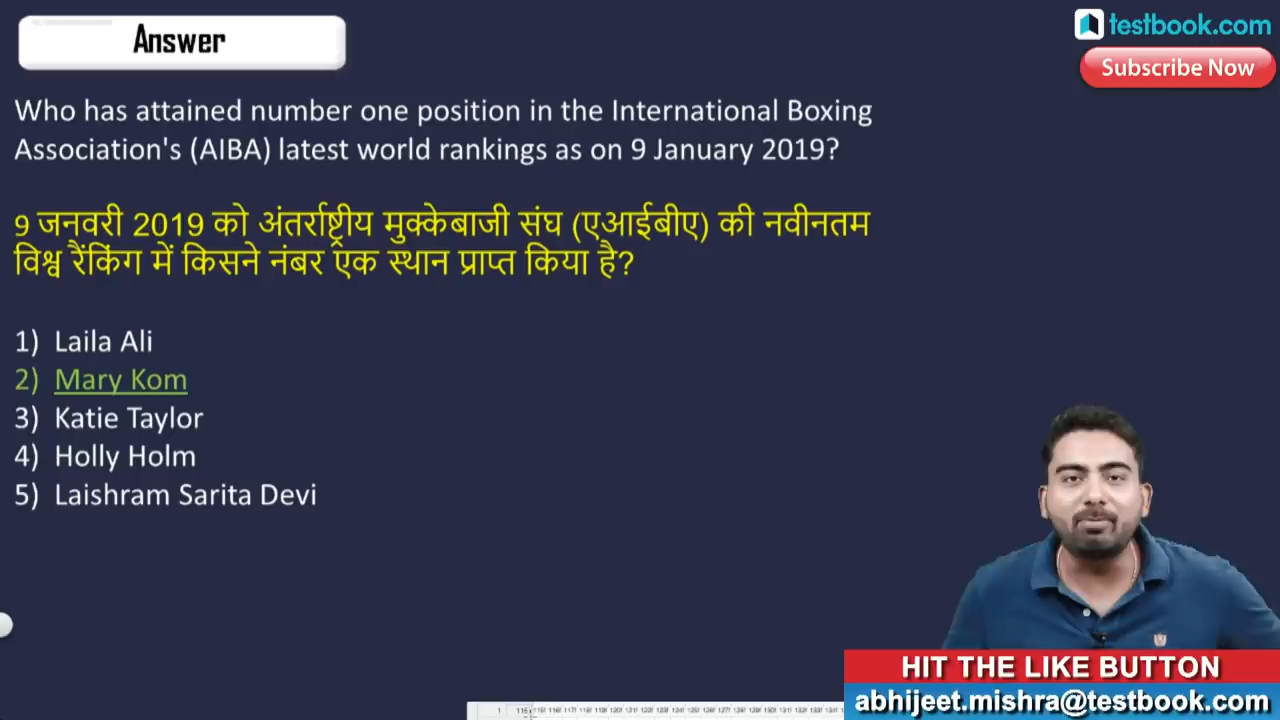 Answer
testbook.com
Subscribe Now
Who has attained number one position in the International Boxing
Association's (AIBA) latest world rankings as on 9 January 2019?
9 जनवरी 2019 को अंतर्राष्ट्रीय मुक्केबाजी संघ (एआईबीए) की नवीनतम
विश्व रैंकिंग में किसने नंबर एक स्थान प्राप्त किया है?
1) Laila Ali
2) Mary Kom
3) Katie Taylor
4) Holly Holm
5) Laishram Sarita Devi
HIT THE LIKE BUTTON
abhijeet.mishra@testbook.com